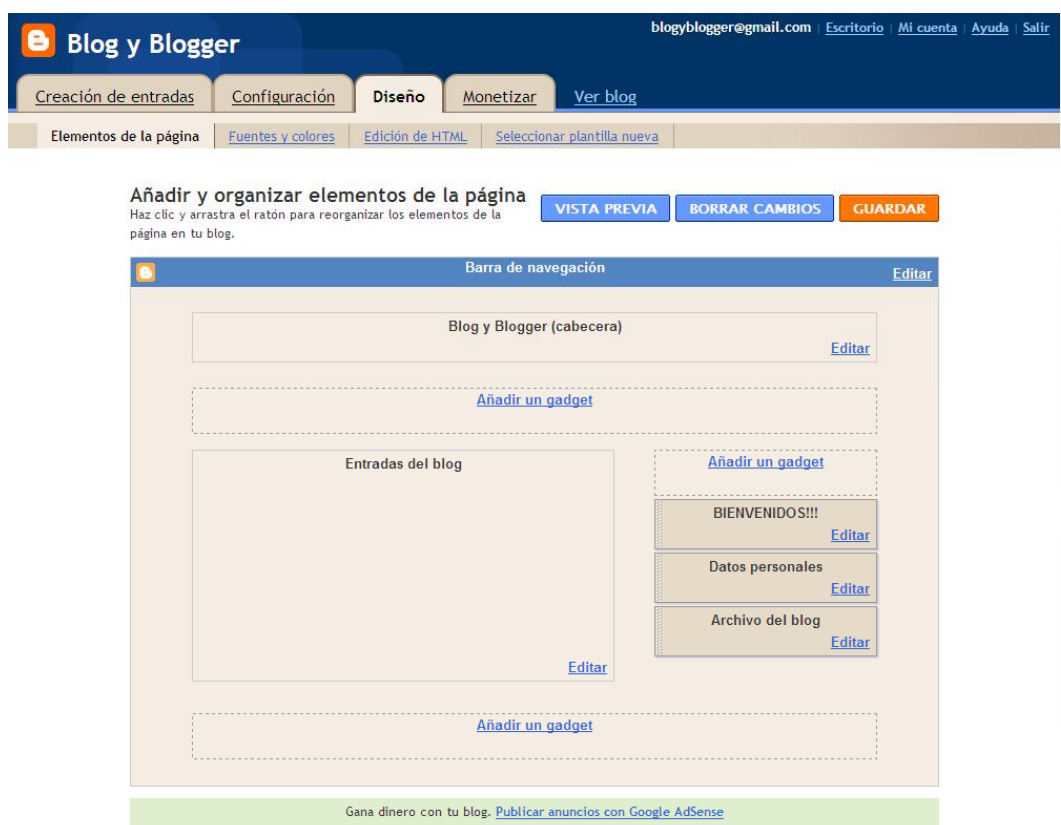 blogyblogger@gmail.com | Escritorio | Mi cuenta | Ayuda | Salir
Blog y Blogger
Creación de entradas Configuración Diseño Monetizar Ver blog
Elementos de la página Fuentes y colores Edición de HTML Seleccionar plantilla nueva
Añadir y organizar elementos de la página
Haz clic y arrastra el ratón para reorganizar los elementos de la
página en tu blog.
VISTA PREVIA BORRAR CAMBIOS GUARDAR
Barra de navegación
Editar
Blog y Blogger (cabecera)
Editar
Añadir un gadget
Entradas del blog
Editar
Añadir un gadget
BIENVENIDOS!!!
Editar
Datos personales
Editar
Archivo del blog
Editar
Añadir un gadget
Gana dinero con tu blog. Publicar anuncios con Google AdSense